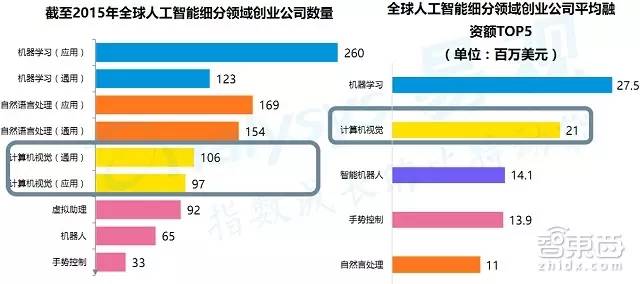 截至2015年全球人工智能细分领域创业公司数量
机器学习（应用） 260
机器学习（通用） 123
自然语言处理（应用） 169
自然语言处理（通用） 154
计算机视觉（通用） 106
计算机视觉（应用） 97
虚拟助理 92
机器人 65
手势控制 33
全球人工智能细分领域创业公司平均融
资额TOP5
（单位：百万美元）
机器学习 27.5
计算机视觉 21
智能机器人 14.1
手势控制 13.9
自然言处理 11
智东西
zhidx.com